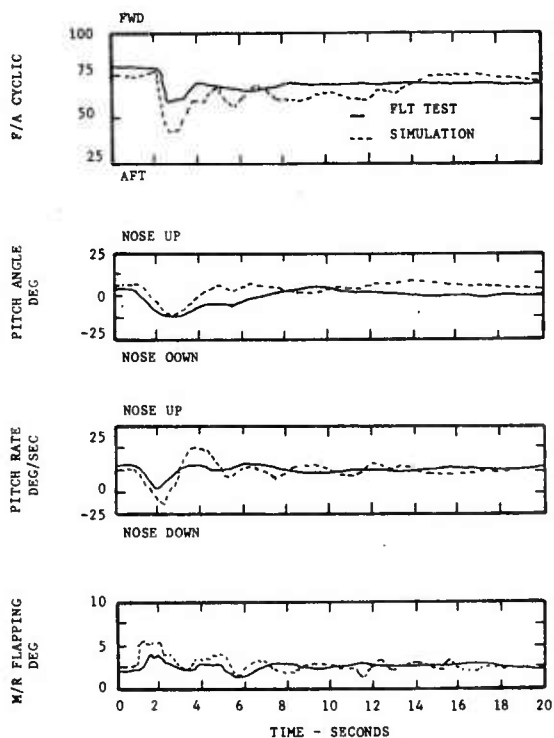 FWD
100
75
50
25
F/A CYCLIC
FLT TEST
SIMULATION
AFT
NOSE UP
25
0
-25
PITCH ANGLE
DEG
NOSE OOWN
NOSE UP
25
0
-25
PITCH RATE
DEG/SEC
NOSE DOWN
10
5
0
M/R FLAPPING
DEG
0 2 4 6 8 10 12 14 16 18 20
TIME - SECONDS